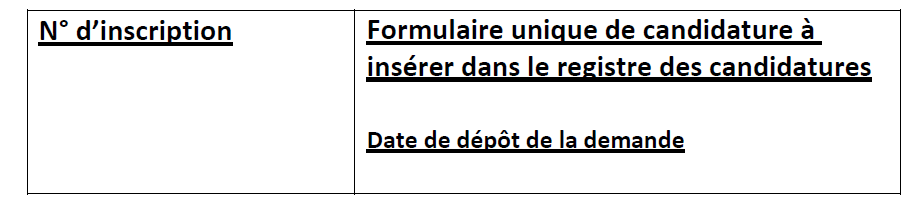 N° d’inscription
Formulaire unique de candidature à
insérer dans le registre des candidatures
Date de dépôt de la demande